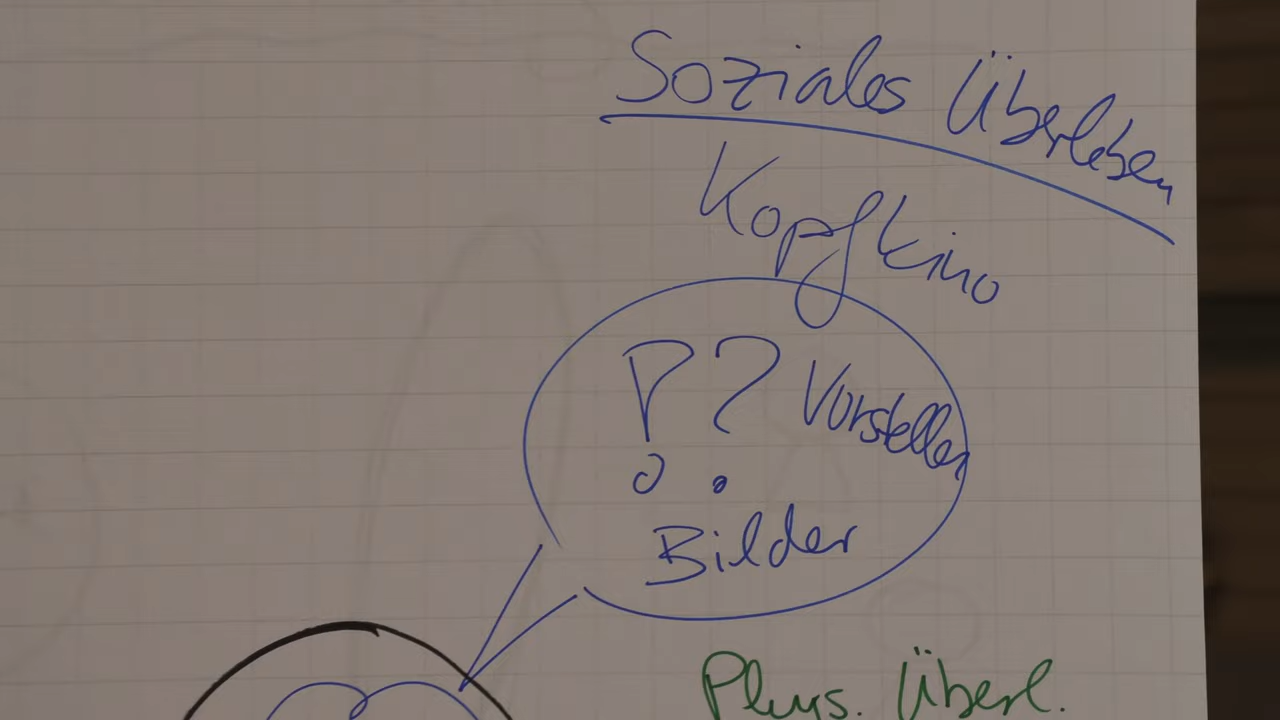 Soziales Überleben
Kopfkino
!? Vorstellen
Bilder
Phys. Überl.